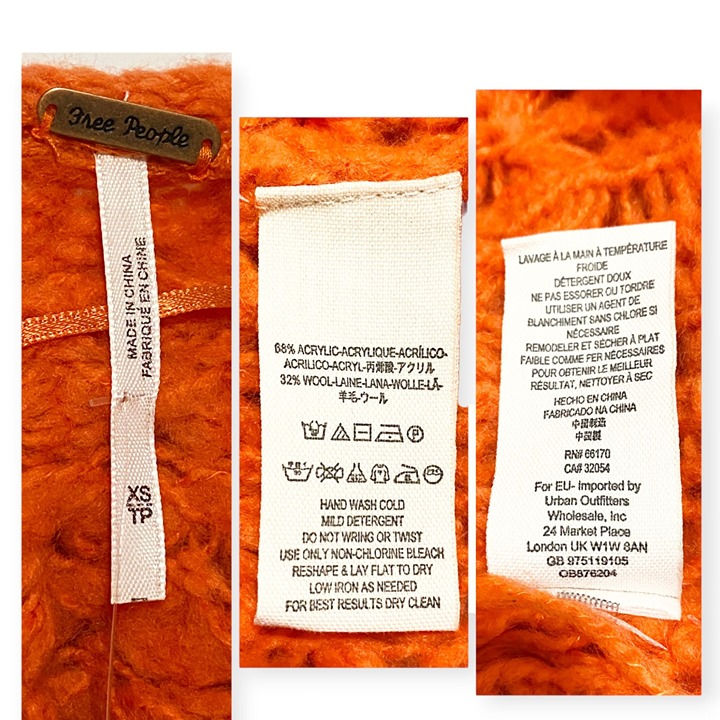 Free People
MADE IN CHINA
FABRIQUÉ EN CHINE
XS
TP
68% ACRYLIC-ACRYLIQUE-ACRÍLICO-
ACRILICO-ACRYL-丙烯酸-アクリル
32% WOOL-LAINE-LANA-WOLLE-LÃ-
羊毛-ウール
HAND WASH COLD
MILD DETERGENT
DO NOT WRING OR TWIST
USE ONLY NON-CHLORINE BLEACH
RESHAPE & LAY FLAT TO DRY
LOW IRON AS NEEDED
FOR BEST RESULTS DRY CLEAN
LAVAGE À LA MAIN À TEMPÉRATURE
FROIDE
DÉTERGENT DOUX
NE PAS ESSORER OU TORDRE
UTILISER UN AGENT DE
BLANCHIMENT SANS CHLORE SI
NÉCESSAIRE
REMODELER ET SÉCHER À PLAT
FAIBLE COMME FER NÉCESSAIRES
POUR OBTENIR LE MEILLEUR
RÉSULTAT, NETTOYER À SEC
HECHO EN CHINA
FABRICADO NA CHINA
中国制造
中国製
RN# 66170
CA# 32054
For EU- Imported by
Urban Outfitters
Wholesale, Inc
24 Market Place
London UK W1W 8AN
GB 975119105
OB876204